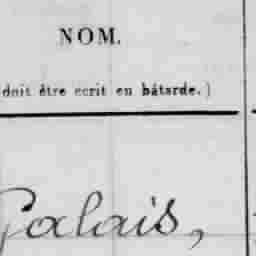 NOM.
doit être écrit en bâtarde.)
Galais,